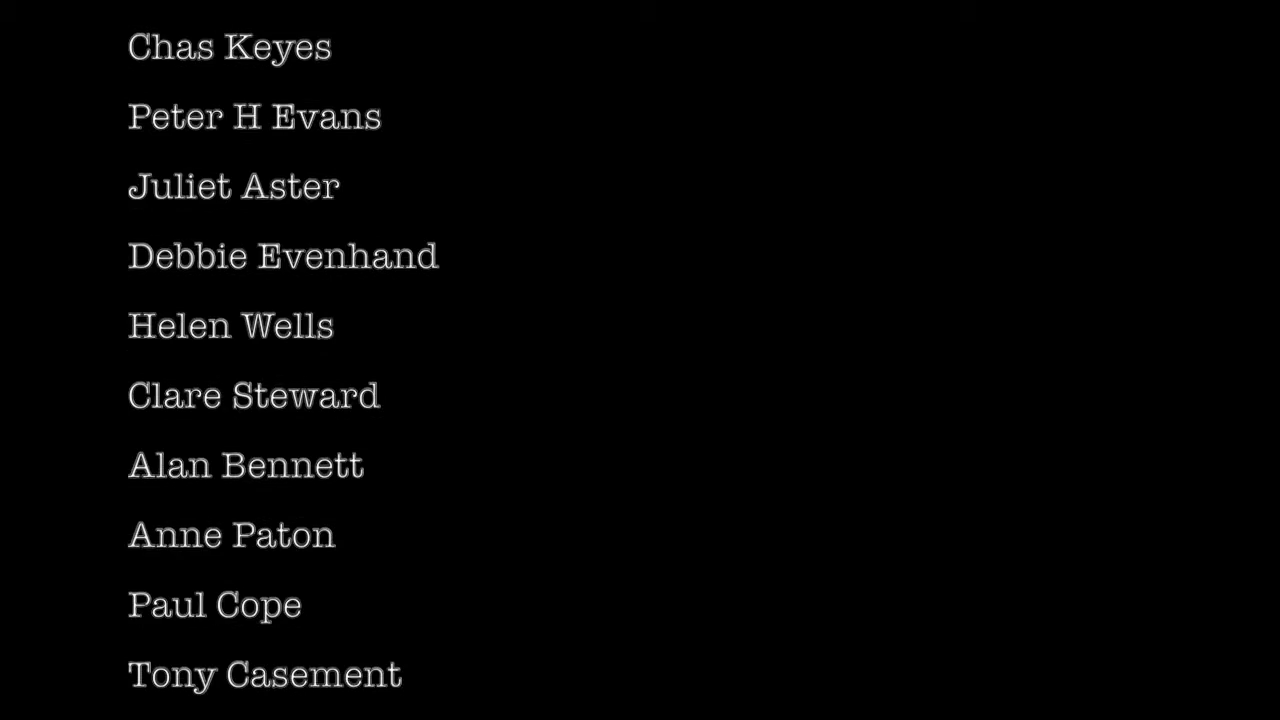 Chas Keyes
Peter H Evans
Juliet Aster
Debbie Evenhand
Helen Wells
Clare Steward
Alan Bennett
Anne Paton
Paul Cope
Tony Casement